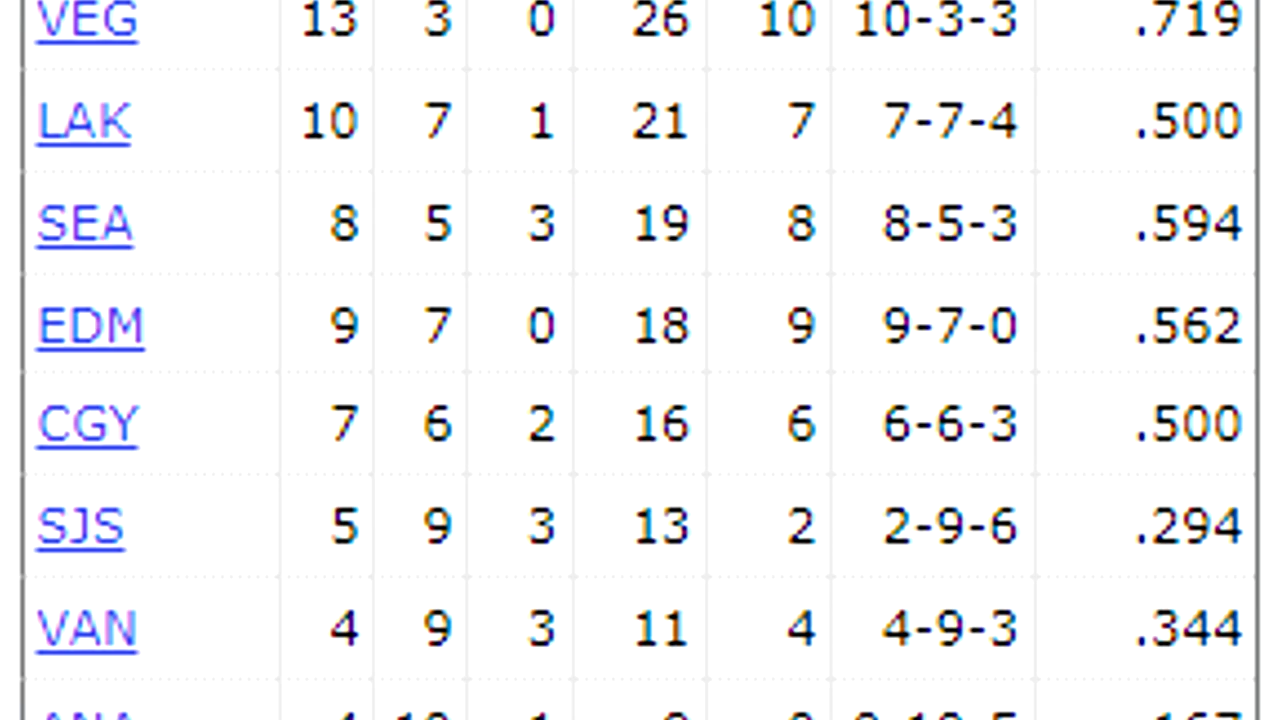 VEG 13 3 0 26 10 10-3-3 .719
LAK 10 7 1 21 7 7-7-4 .500
SEA 8 5 3 19 8 8-5-3 .594
EDM 9 7 0 18 9 9-7-0 .562
CGY 7 6 2 16 6 6-6-3 .500
SJS 5 9 3 13 2 2-9-6 .294
VAN 4 9 3 11 4 4-9-3 .344